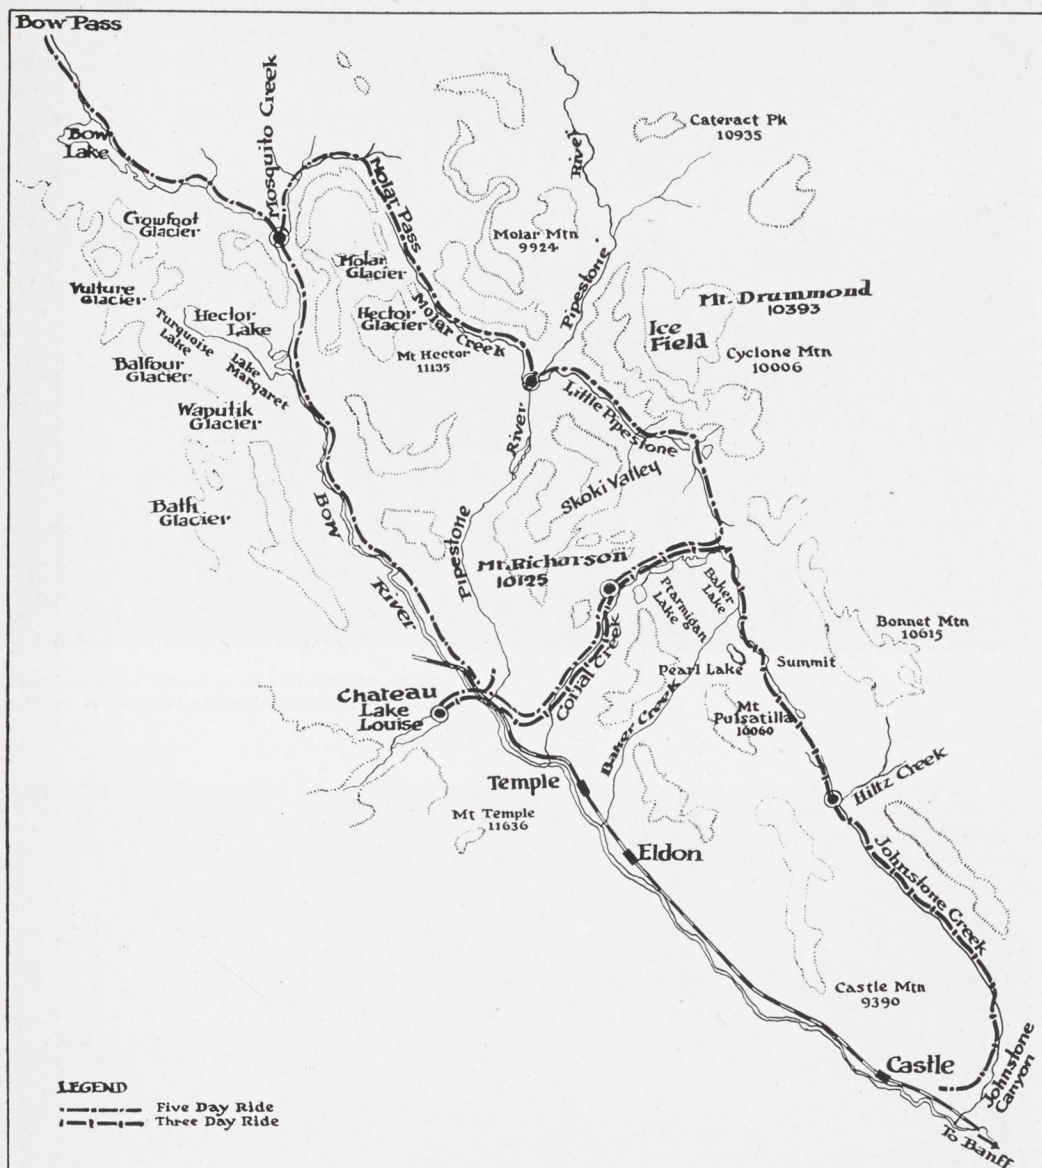 Bow Pass
Bow
Lake
Mosquito Creek
Molar Pass
River
Cateract Pk
10935
Crowfoot
Glacier
Molar
Glacier
Molar Mtn
9924
Pipestone
Vulture
Glacier
Hector
Lake
Hector
Glacier
Molar Creek
Mt. Drummond
10393
Ice
Field
Turquoise
Lake
Lake
Margaret
Mt Hector
11135
Cyclone Mtn
10006
Balfour
Glacier
Waputik
Glacier
River
Little Pipestone
Skoki Valley
Bath
Glacier
Bow
River
Pipestone
Mt. Richarson
10125
Ptarmigan
Lake
Baker
Lake
Bonnet Mtn
10615
Corral Creek
Pearl Lake
Summit
Chateau
Lake
Louise
Baker Creek
Mt
Pulsatilla
10060
Temple
Hiltz Creek
Mt Temple
11636
Eldon
Johnstone Creek
Castle Mtn
9390
Castle
Johnstone
Canyon
To Banff
LEGEND
Five Day Ride
Three Day Ride